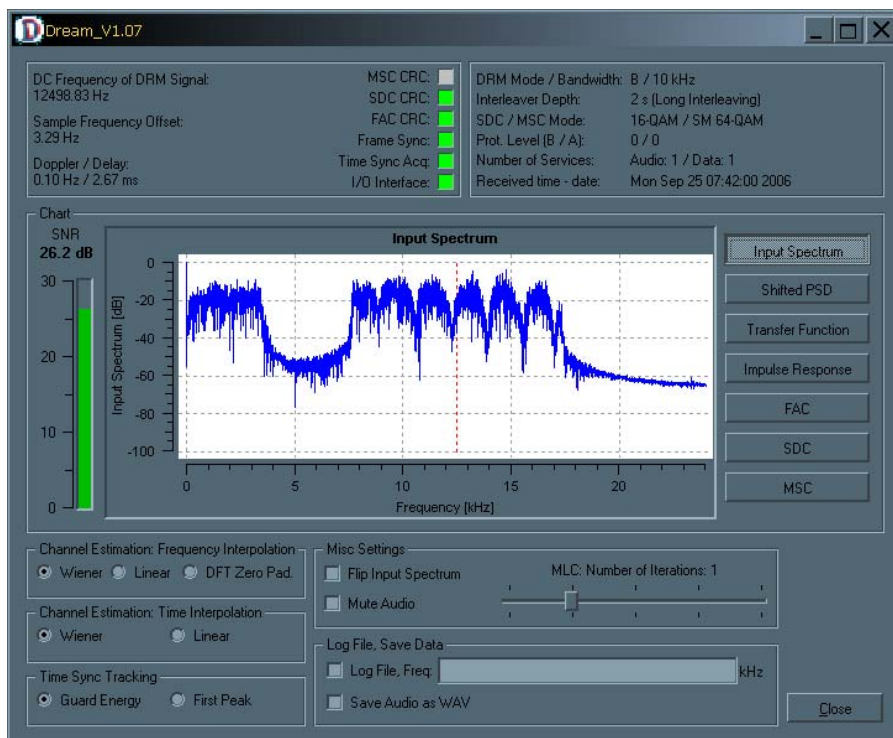 Dream_V1.07
DC Frequency of DRM Signal:
12498.83 Hz
Sample Frequency Offset:
3.29 Hz
Doppler / Delay:
0.10 Hz / 2.67 ms
MSC CRC:
SDC CRC:
FAC CRC:
Frame Sync:
Time Sync Acq:
I/O Interface:
DRM Mode / Bandwidth: B / 10 kHz
Interleaver Depth: 2 s (Long Interleaving)
SDC / MSC Mode: 16-QAM / SM 64-QAM
Prot. Level (B / A): 0 / 0
Number of Services: Audio: 1 / Data: 1
Received time - date: Mon Sep 25 07:42:00 2006
Chart
SNR
26.2 dB
30
20
10
0
Input Spectrum
Input Spectrum [dB]
0
-20
-40
-60
-80
-100
0 5 10 15 20
Frequency [kHz]
Input Spectrum
Shifted PSD
Transfer Function
Impulse Response
FAC
SDC
MSC
Channel Estimation: Frequency Interpolation
Wiener Linear DFT Zero Pad.
Channel Estimation: Time Interpolation
Wiener Linear
Time Sync Tracking
Guard Energy First Peak
Misc Settings
Flip Input Spectrum
Mute Audio
MLC: Number of Iterations: 1
Log File, Save Data
Log File, Freq: kHz
Save Audio as WAV
Close